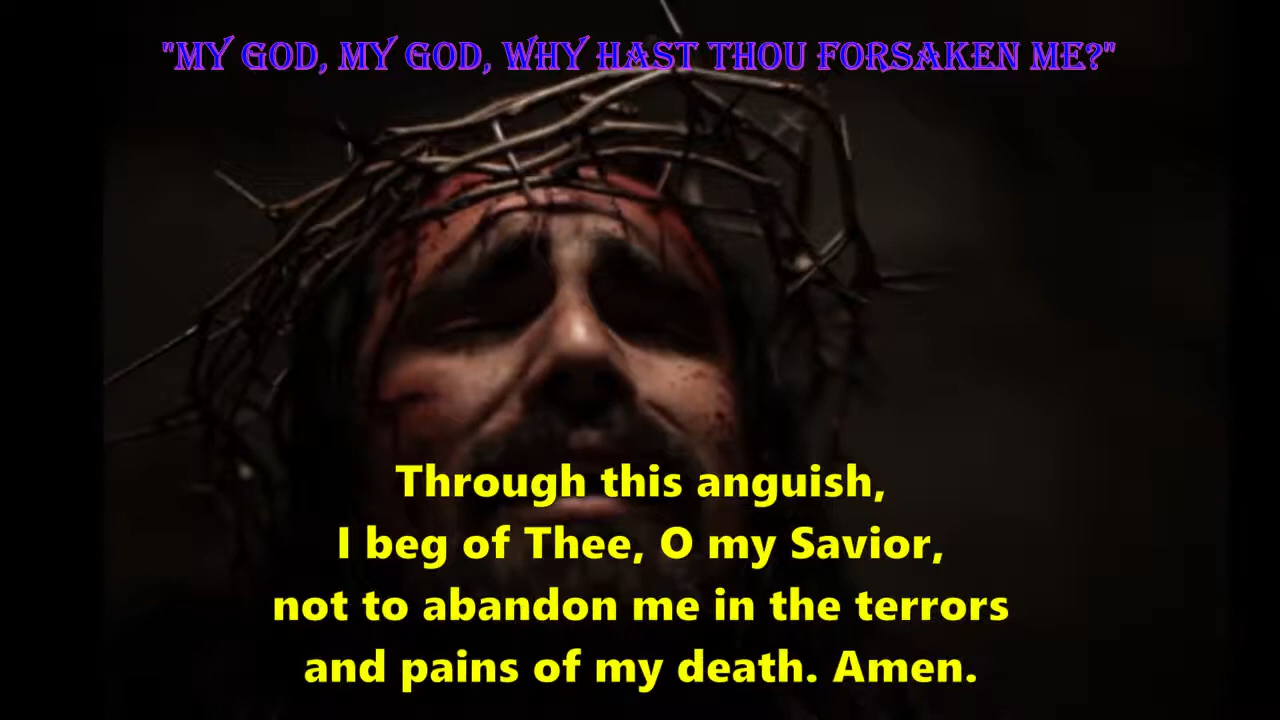 "MY GOD, MY GOD, WHY HAST THOU FORSAKEN ME?"
Through this anguish,
I beg of Thee, O my Savior,
not to abandon me in the terrors
and pains of my death. Amen.